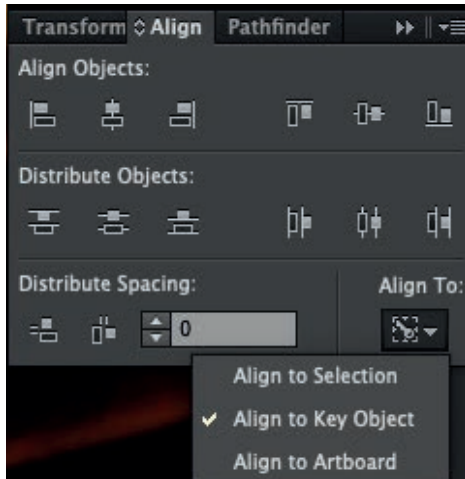 Transform Align Pathfinder
Align Objects:
Distribute Objects:
Distribute Spacing: Align To:
0
Align to Selection
Align to Key Object
Align to Artboard